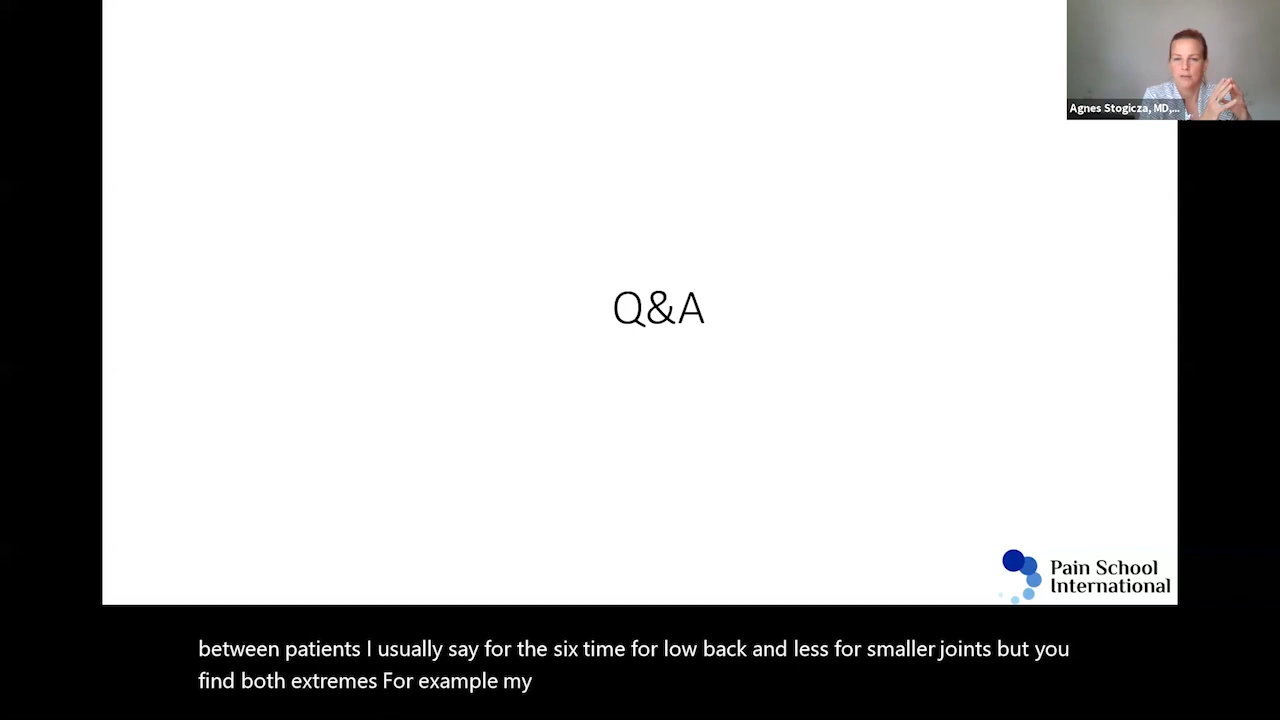 Agnes Stogicza, MD,...
Q&A
Pain School
International
between patients I usually say for the six time for low back and less for smaller joints but you
find both extremes For example my